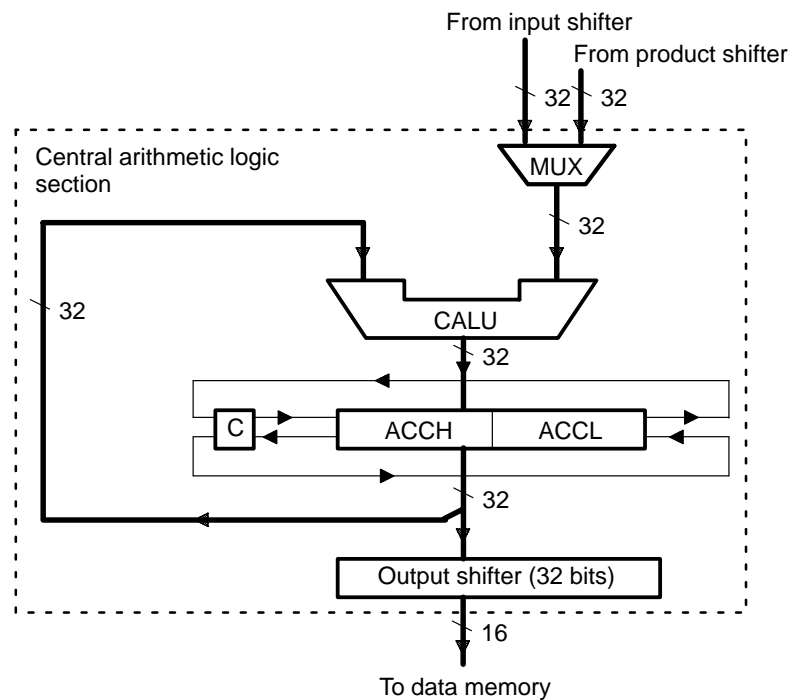 From input shifter
From product shifter
32
32
Central arithmetic logic
section
MUX
32
32
CALU
32
C
ACCH
ACCL
32
Output shifter (32 bits)
16
To data memory